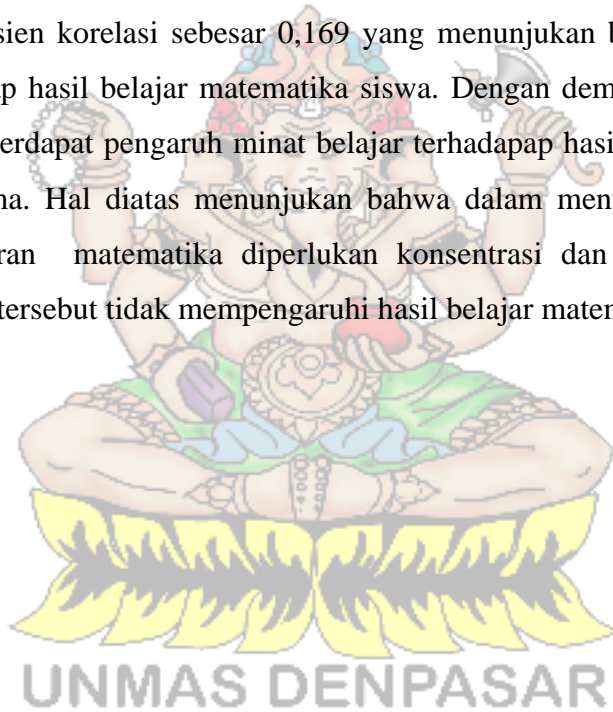 sien korelasi sebesar 0,169 yang menunjukan b
ap hasil belajar matematika siswa. Dengan dem
erdapat pengaruh minat belajar terhadapap hasi
na. Hal diatas menunjukan bahwa dalam men
ran matematika diperlukan konsentrasi dan
tersebut tidak mempengaruhi hasil belajar matem
UNMAS DENPASAR